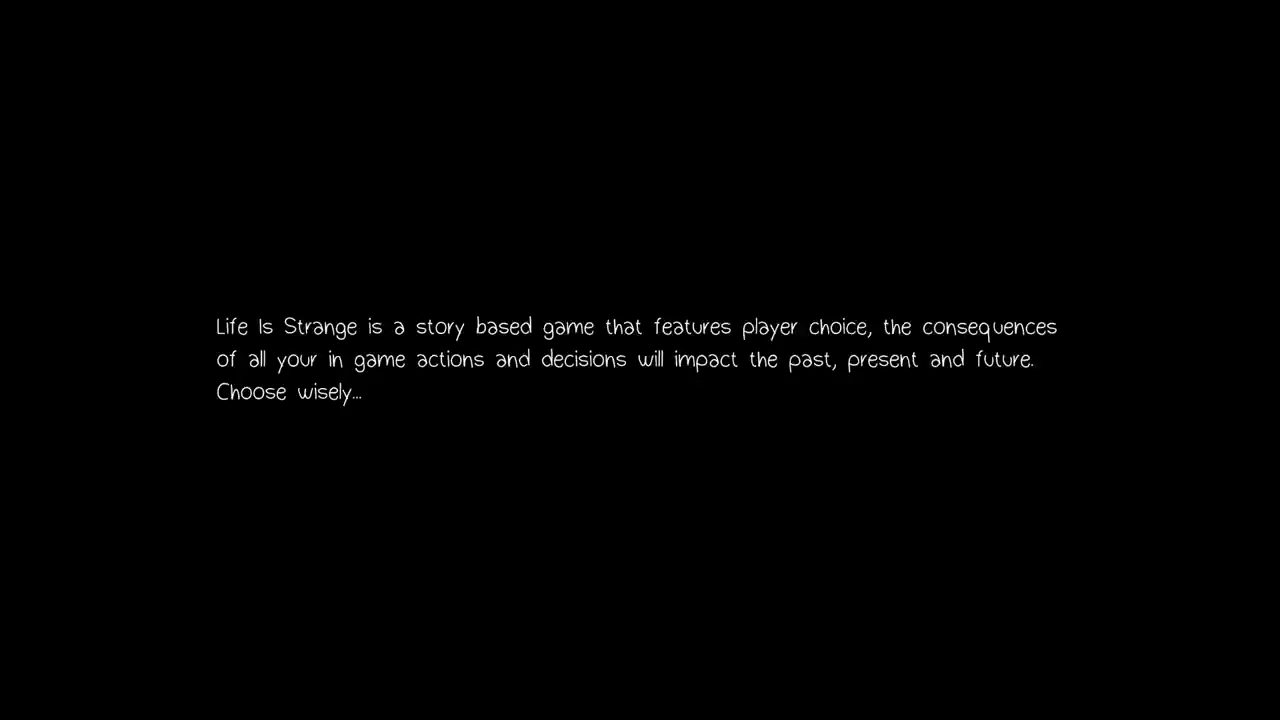 Life Is Strange is a story based game that features player choice, the consequences
of all your in game actions and decisions will impact the past, present and future.
Choose wisely...